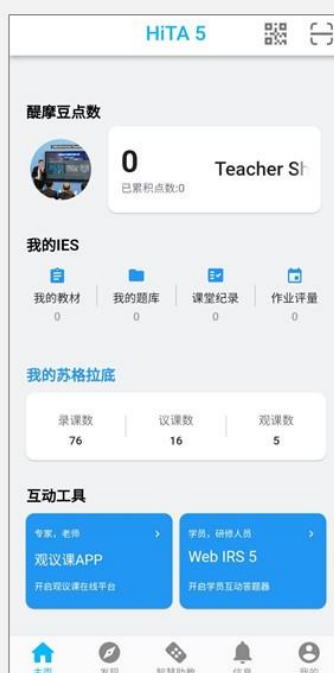 HiTA 5
醍摩豆点数
0
Teacher Sh
已累积点数:0
我的IES
我的教材
我的题库
课堂纪录
作业评量
0
0
0
0
我的苏格拉底
录课数
议课数
观课数
76
16
5
互动工具
专家，老师
学员，研修人员
观议课APP
Web IRS 5
开启观议课在线平台
开启学员互动答题器
主页
发现
智慧助教
信息
我的